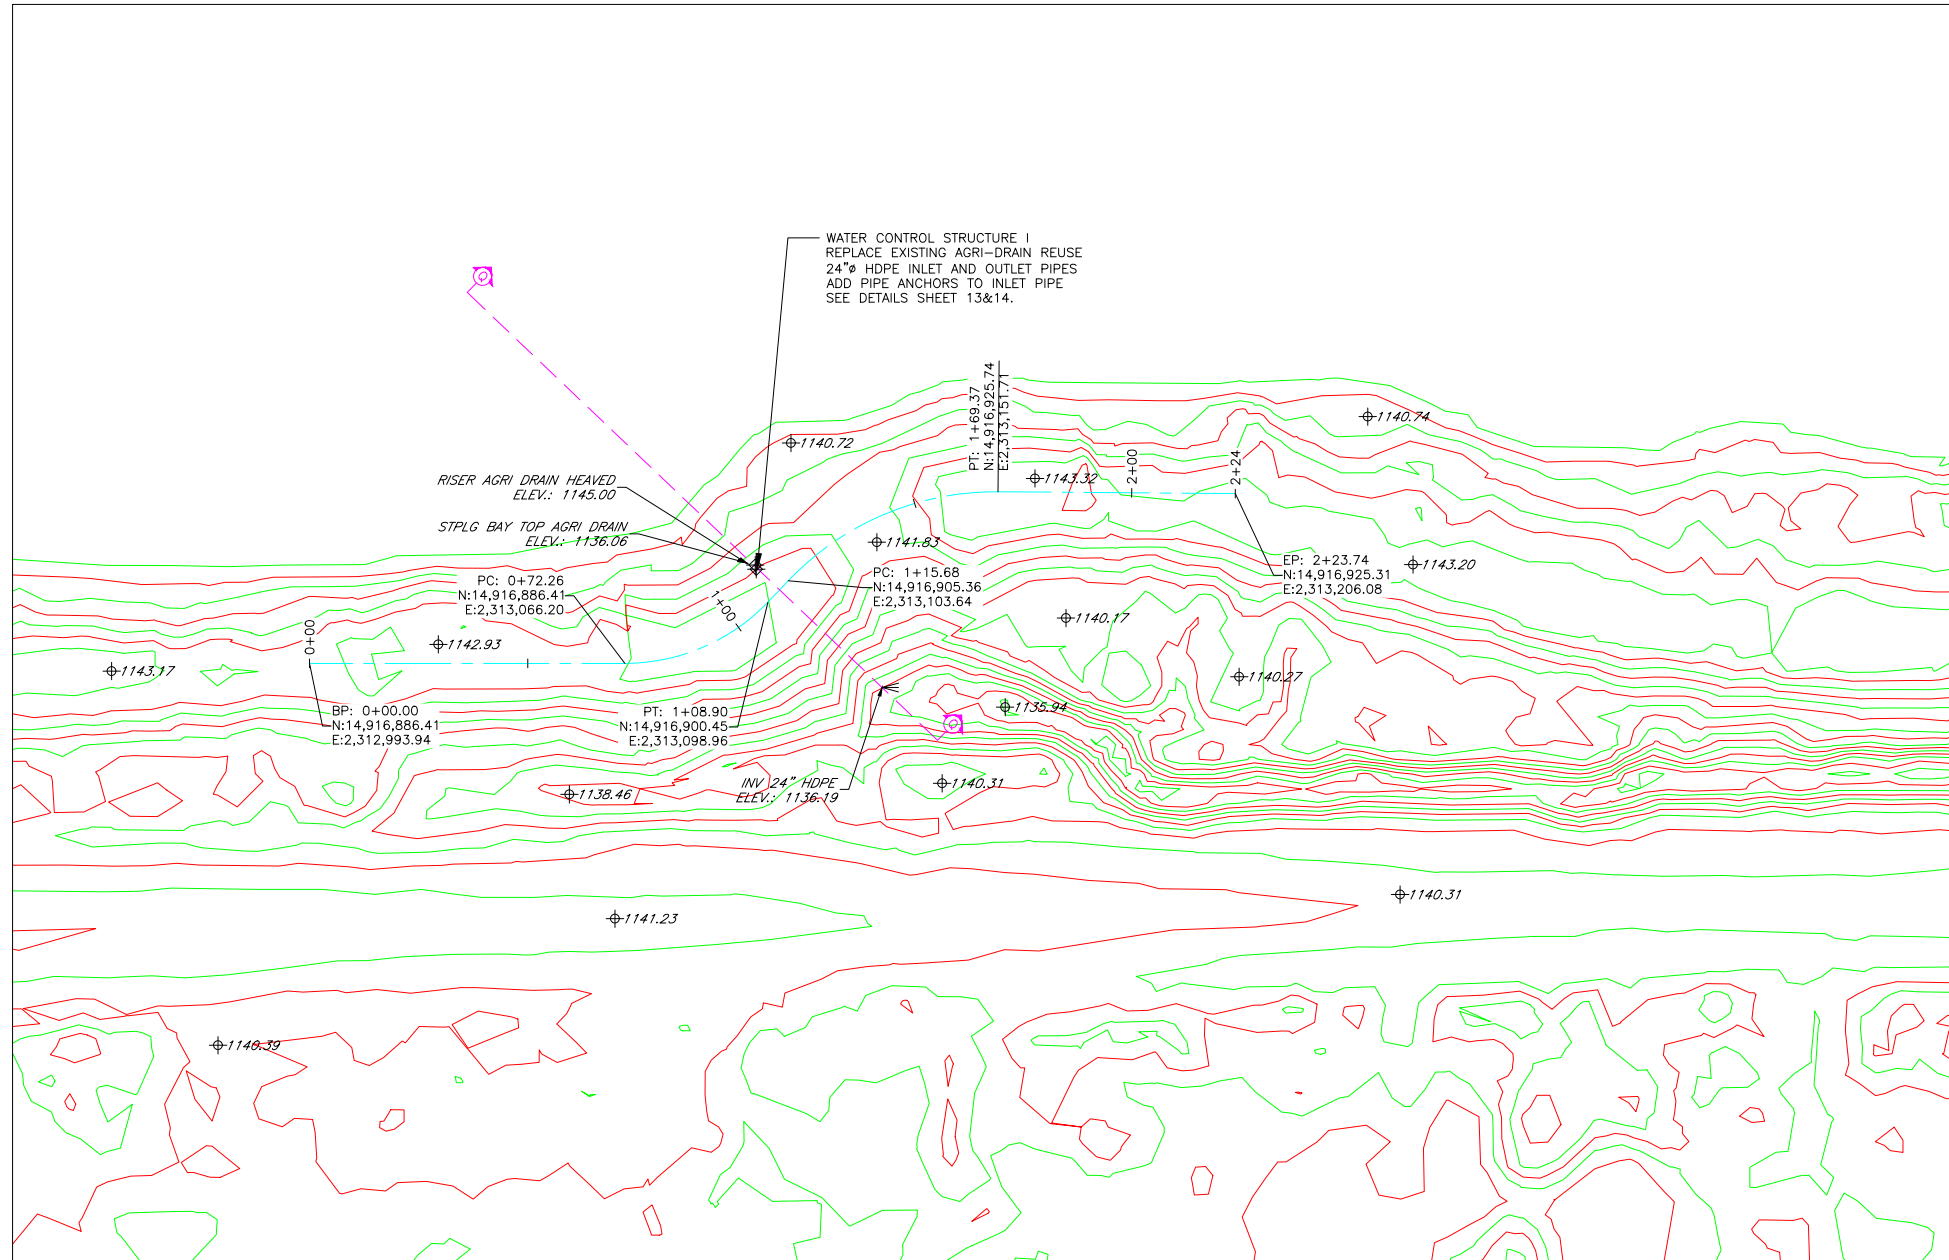 WATER CONTROL STRUCTURE I
REPLACE EXISTING AGRI-DRAIN REUSE
24"ø HDPE INLET AND OUTLET PIPES
ADD PIPE ANCHORS TO INLET PIPE
SEE DETAILS SHEET 13&14.
PT: 1+69.37
N:14,916,925.74
E:2,313,151.71
1140.74
1140.72
2+00
2+24
1143.32
RISER AGRI DRAIN HEAVED
ELEV.: 1145.00
STPLG BAY TOP AGRI DRAIN
ELEV.: 1136.06
1141.83
EP: 2+23.74
N:14,916,925.31
E:2,313,206.08
1143.20
PC: 0+72.26
N:14,916,886.41
E:2,313,066.20
PC: 1+15.68
N:14,916,905.36
E:2,313,103.64
1+00
1140.17
0+00
1142.93
1143.17
1140.27
BP: 0+00.00
N:14,916,886.41
E:2,312,993.94
PT: 1+08.90
N:14,916,900.45
E:2,313,098.96
1135.94
INV 24" HDPE
ELEV.: 1136.19
1140.31
1138.46
1140.31
1141.23
1140.39